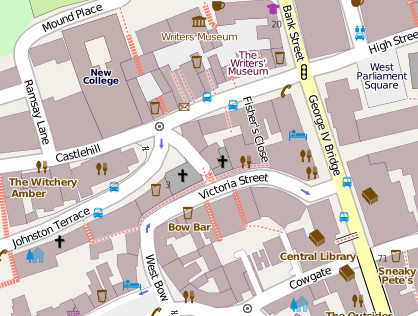 Mound Place
Bank Street
20
Writers Museum
The
Writers'
Museum
High Street
New
College
West
Parliament
Square
Ramsay Lane
Fisher's Close
George IV Bridge
Castlehill
The Witchery
Amber
3
Victoria Street
Johnston Terrace
Bow Bar
West Bow
Central Library
Cowgate
71
Sneaky
Pete's
The Outsider